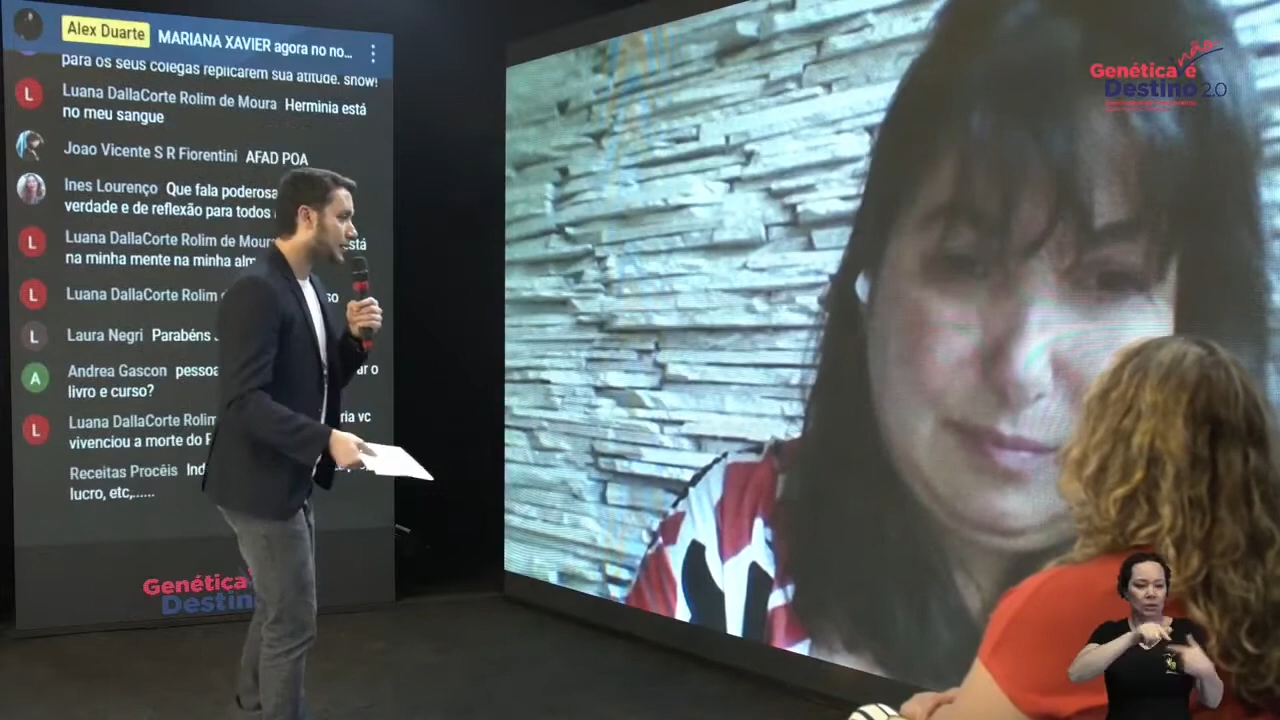 Alex Duarte MARIANA XAVIER agora no no...
para os seus colegas replicarem sua atitude. show!
Luana DallaCorte Rolim de Moura Herminia está
no meu sangue
Joao Vicente S R Fiorentini AFAD POA
Ines Lourenço Que fala poderosa
verdade e de reflexão para todos
Luana DallaCorte Rolim de Moura
na minha mente na minha
Luana DallaCorte Rolim
Laura Negri Parabéns
Andrea Gascon
livro e curso?
Luana DallaCorte Rolim vc
vivenciou a morte do
Receitas Procêis
lucro, etc,......
Genética
Destino
Genética não é
Destino 2.0
L
L
L
L
A
L